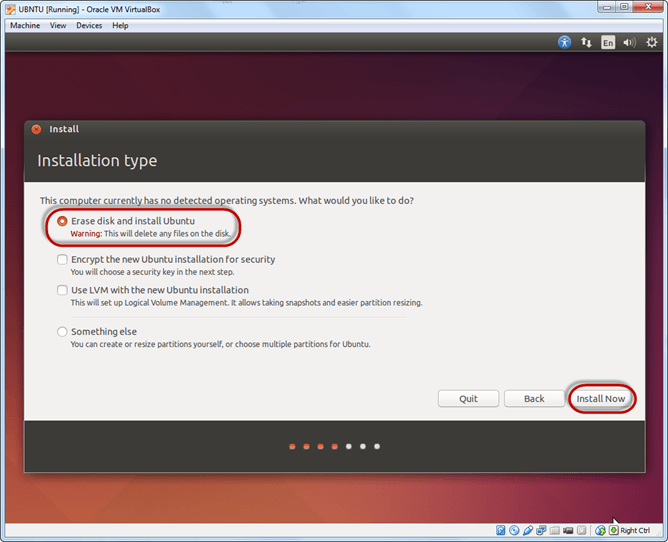 UBNTU [Running] - Oracle VM VirtualBox
Machine View Devices Help
En
Install
Installation type
This computer currently has no detected operating systems. What would you like to do?
Erase disk and install Ubuntu
Warning: This will delete any files on the disk.
Encrypt the new Ubuntu installation for security
You will choose a security key in the next step.
Use LVM with the new Ubuntu installation
This will set up Logical Volume Management. It allows taking snapshots and easier partition resizing.
Something else
You can create or resize partitions yourself, or choose multiple partitions for Ubuntu.
Quit Back Install Now
Right Ctrl